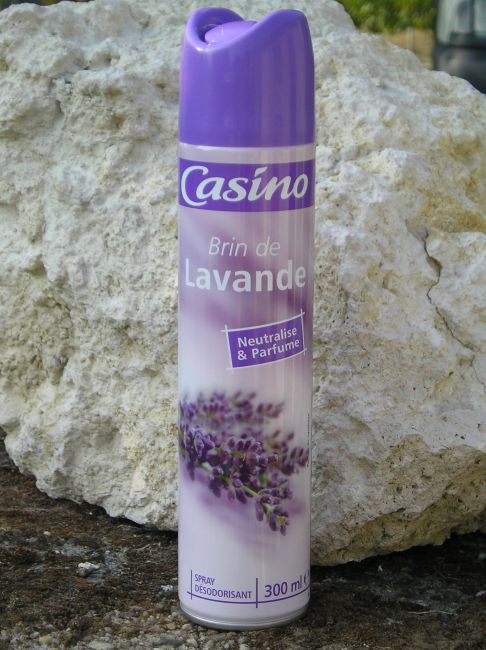 Casino
Brin de
Lavande
Neutralise
& Parfume
SPRAY
DÉSODORISANT
300 ml e